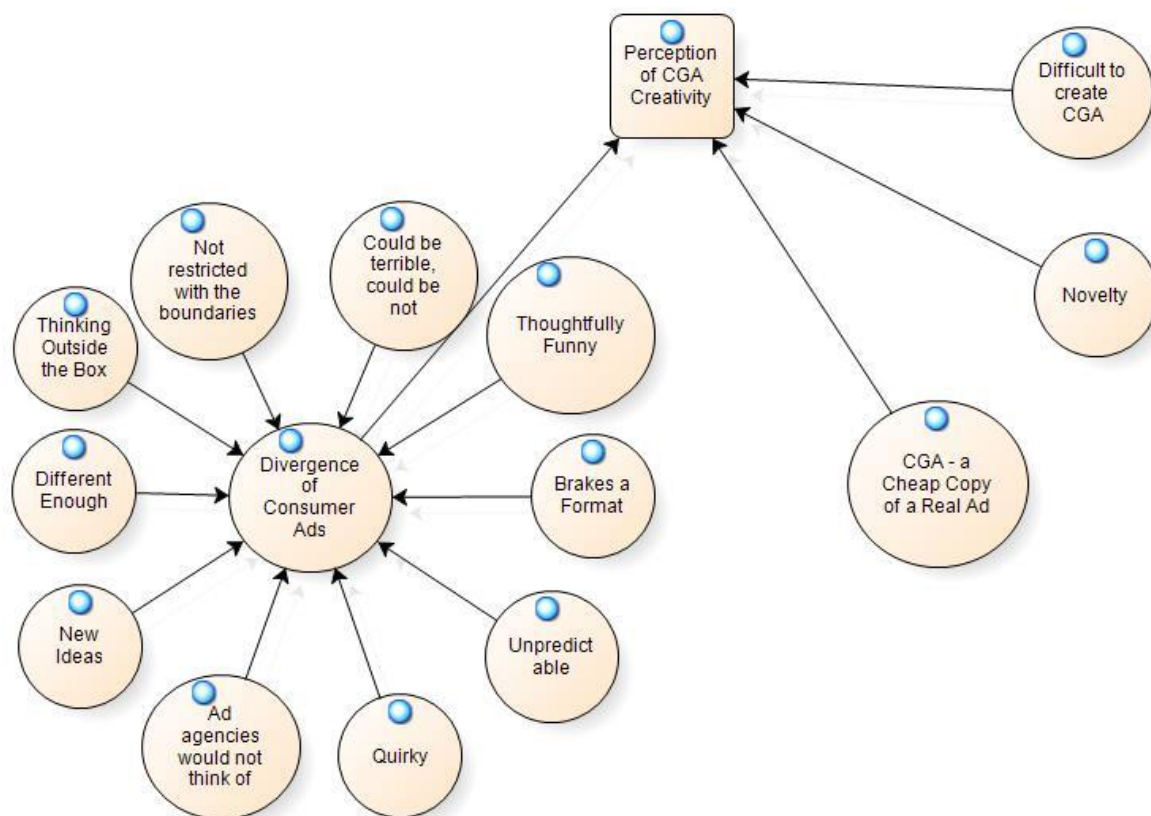 Perception
of CGA
Creativity
Difficult to
create
CGA
Not
restricted
with the
boundaries
Could be
terrible,
could be
not
Thoughtfully
Funny
Novelty
Thinking
Outside
the Box
Different
Enough
Divergence
of
Consumer
Ads
Brakes a
Format
CGA - a
Cheap Copy
of a Real Ad
New
Ideas
Unpredict
able
Ad
agencies
would not
think of
Quirky